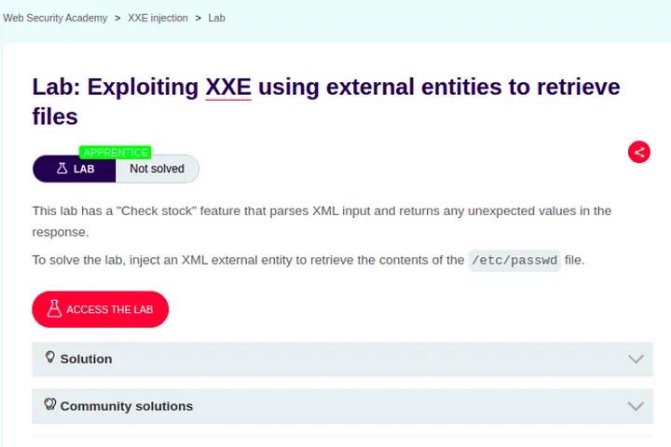 Web Security Academy > XXE injection > Lab
Lab: Exploiting XXE using external entities to retrieve
files
APPRENTICE
LAB Not solved
This lab has a "Check stock" feature that parses XML input and returns any unexpected values in the
response.
To solve the lab, inject an XML external entity to retrieve the contents of the /etc/passwd file.
ACCESS THE LAB
Solution
Community solutions